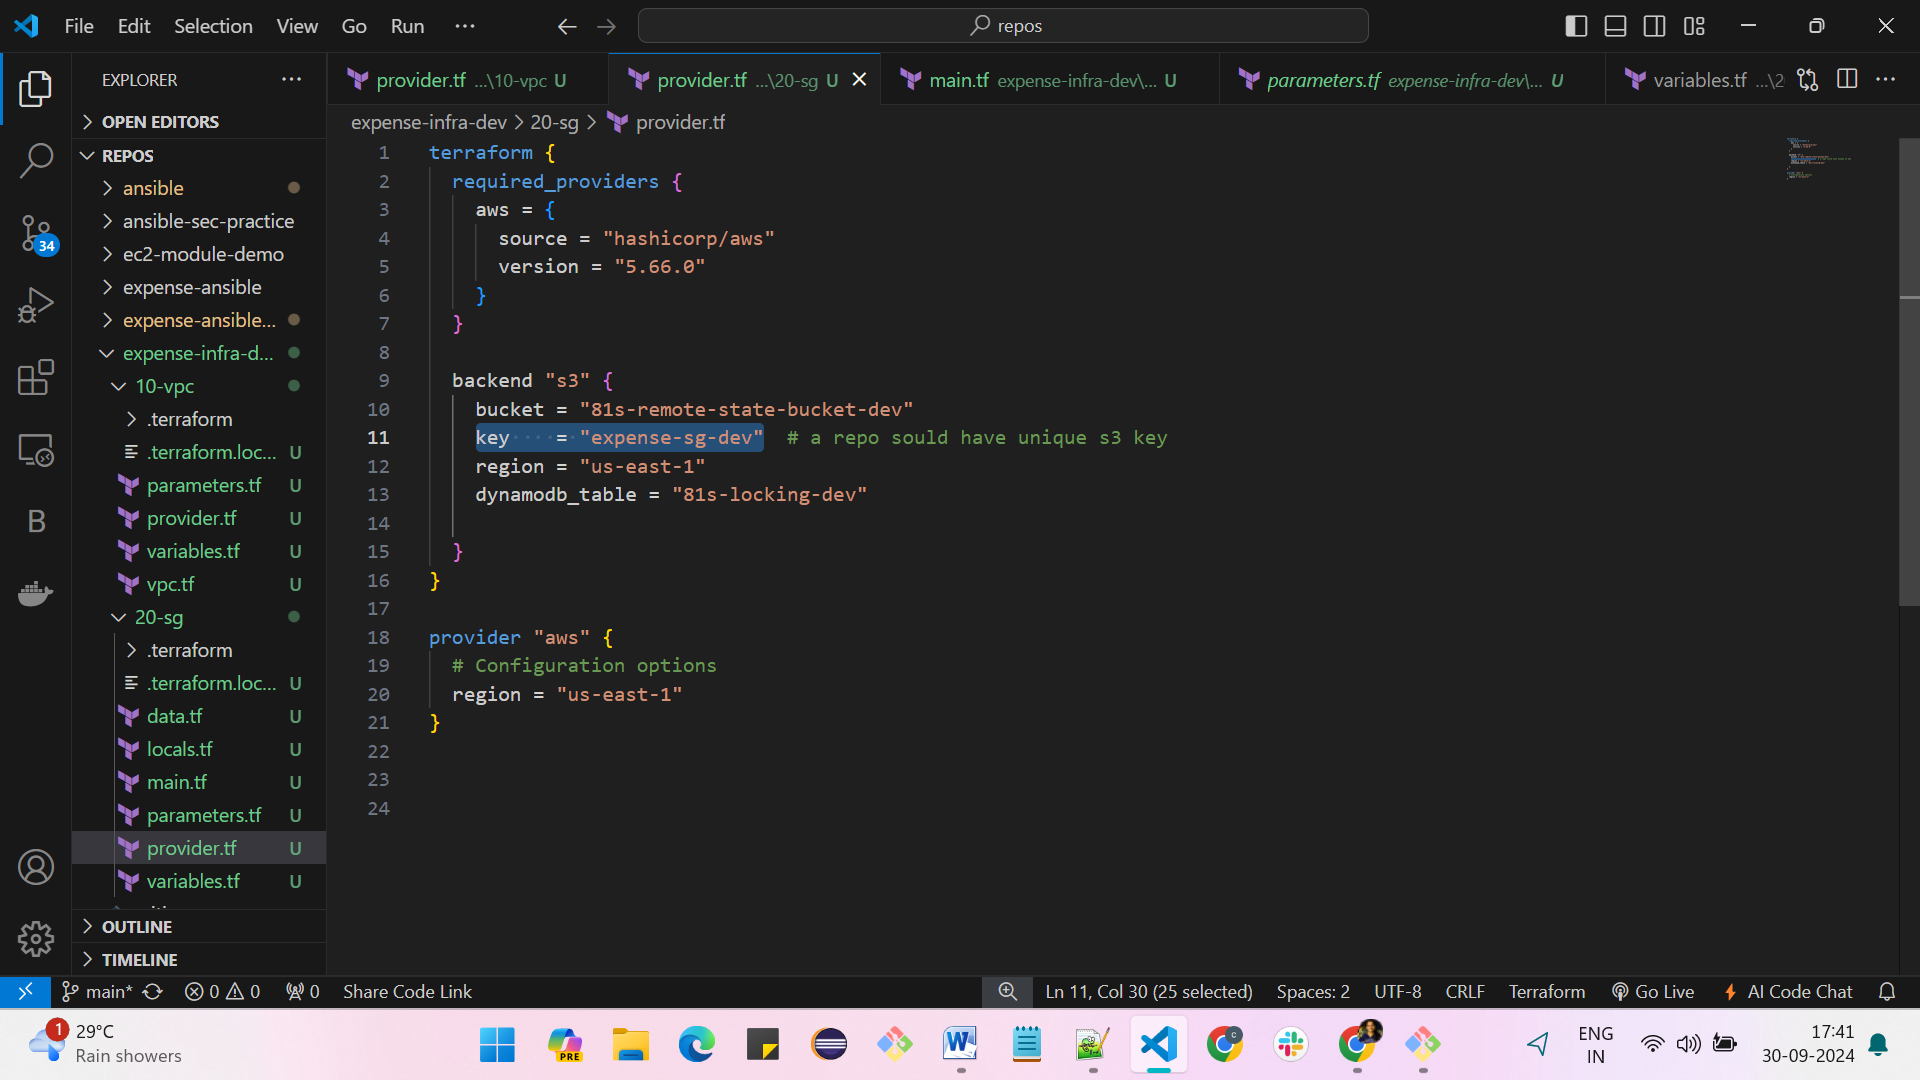 File Edit Selection View Go Run ···
repos
EXPLORER ···
provider.tf ...\10-vpc U
provider.tf ...\20-sg U
main.tf expense-infra-dev\... U
parameters.tf expense-infra-dev\... U
variables.tf ...\2
OPEN EDITORS
REPOS
ansible
ansible-sec-practice
34
ec2-module-demo
expense-ansible
expense-ansible...
expense-infra-d...
10-vpc
.terraform
.terraform.loc... U
parameters.tf U
provider.tf U
variables.tf U
vpc.tf U
20-sg
.terraform
.terraform.loc... U
data.tf U
locals.tf U
main.tf U
parameters.tf U
provider.tf U
variables.tf U
OUTLINE
TIMELINE
B
expense-infra-dev > 20-sg > provider.tf
1 terraform {
2 required_providers {
3 aws = {
4 source = "hashicorp/aws"
5 version = "5.66.0"
6 }
7 }
8
9 backend "s3" {
10 bucket = "81s-remote-state-bucket-dev"
11 key ···· = "expense-sg-dev" # a repo sould have unique s3 key
12 region = "us-east-1"
13 dynamodb_table = "81s-locking-dev"
14
15 }
16 }
17
18 provider "aws" {
19 # Configuration options
20 region = "us-east-1"
21 }
22
23
24
main* 0 0 0 Share Code Link
Ln 11, Col 30 (25 selected) Spaces: 2 UTF-8 CRLF Terraform Go Live AI Code Chat
1 29°C
Rain showers
PRE
ENG
IN
17:41
30-09-2024